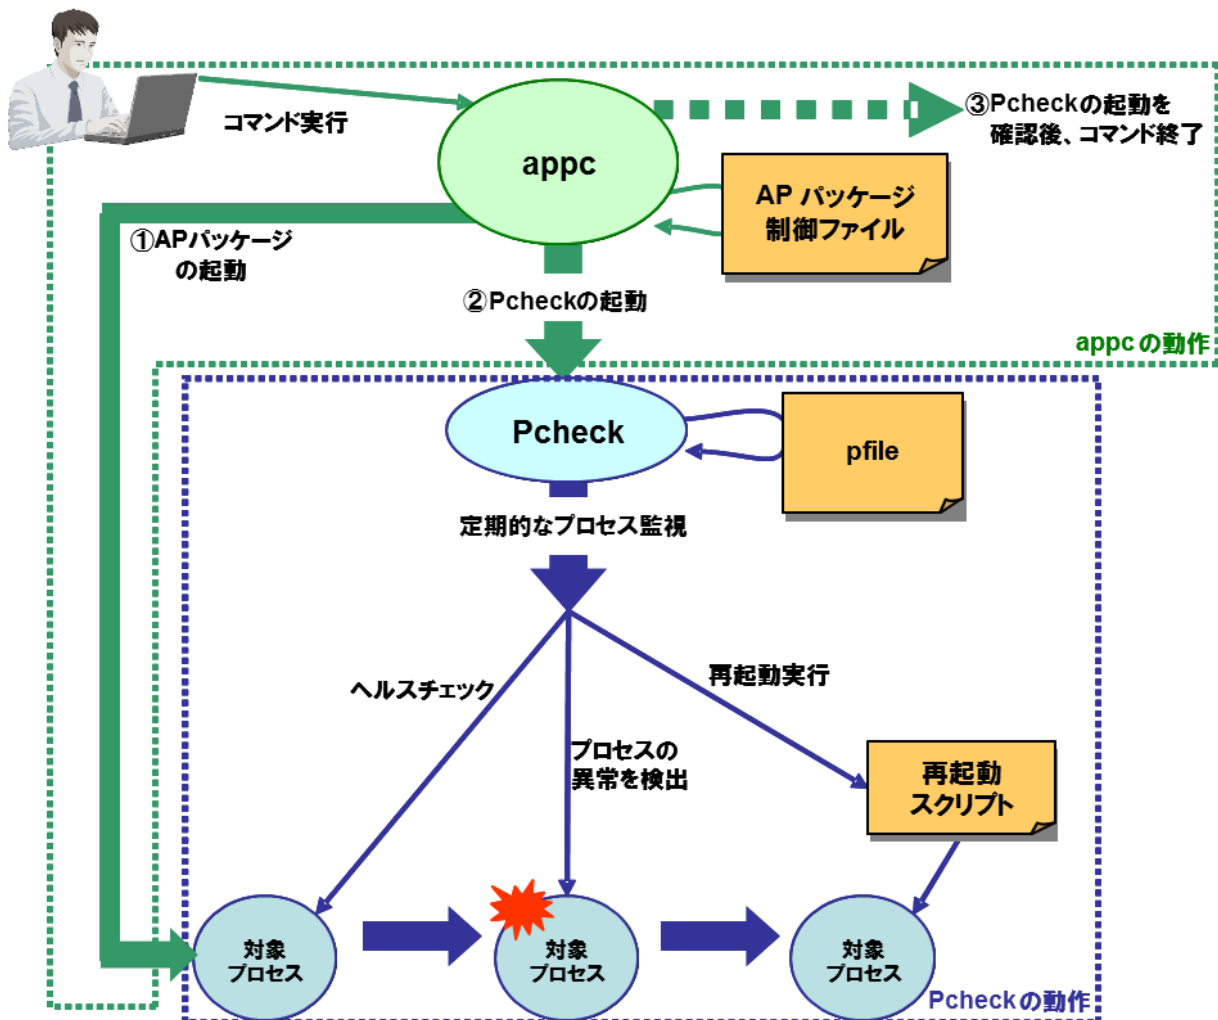 コマンド実行
appc
③Pcheckの起動を
確認後、コマンド終了
AP パッケージ
制御ファイル
①APパッケージ
の起動
②Pcheckの起動
appcの動作
Pcheck
pfile
定期的なプロセス監視
ヘルスチェック
再起動実行
プロセスの
異常を検出
再起動
スクリプト
対象
プロセス
対象
プロセス
対象
プロセス
Pcheckの動作